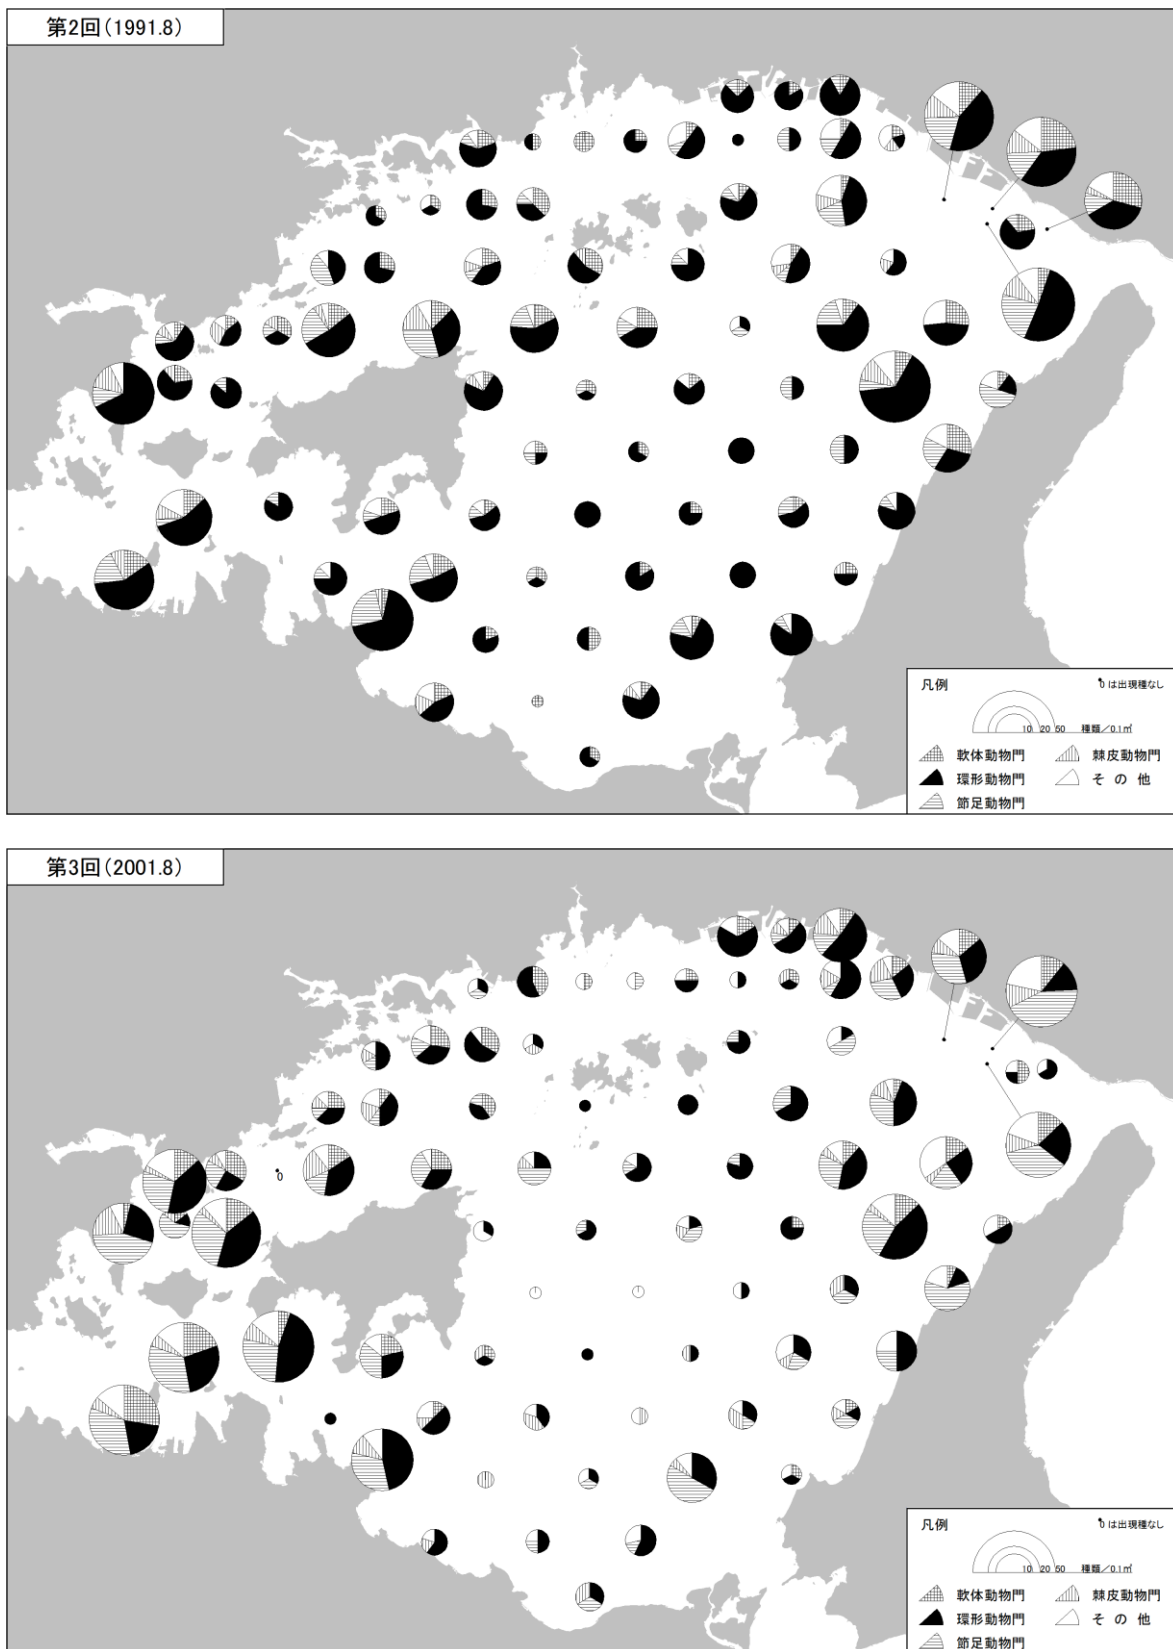 第2回(1991.8)
凡例
0 は出現種なし
10 20 50 種類/0.1㎡
軟体動物門
棘皮動物門
環形動物門
そ の 他
節足動物門
第3回(2001.8)
0
凡例
0 は出現種なし
10 20 50 種類/0.1㎡
軟体動物門
棘皮動物門
環形動物門
そ の 他
節足動物門